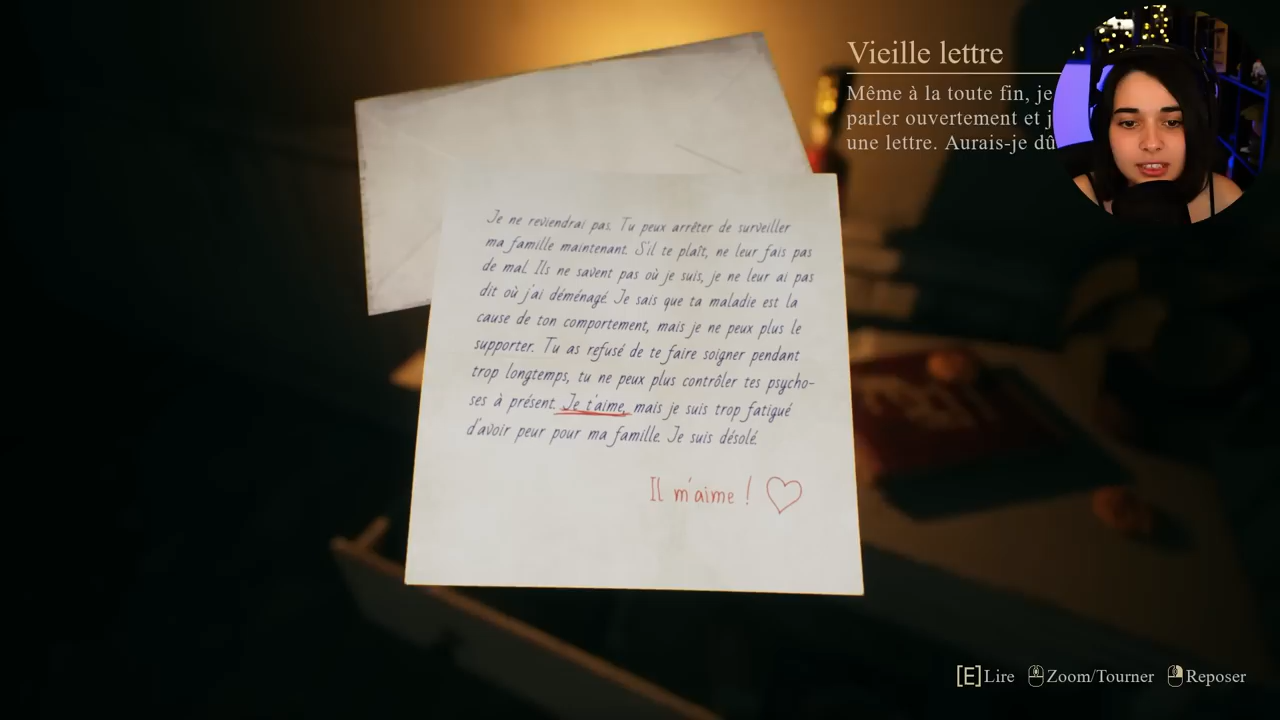 Vieille lettre
Même à la toute fin, je
parler ouvertement et j
une lettre. Aurais-je dû
Je ne reviendrai pas. Tu peux arrêter de surveiller
ma famille maintenant. S'il te plaît, ne leur fais pas
de mal. Ils ne savent pas où je suis, je ne leur ai pas
dit où j'ai déménagé. Je sais que ta maladie est la
cause de ton comportement, mais je ne peux plus le
supporter. Tu as refusé de te faire soigner pendant
trop longtemps, tu ne peux plus contrôler tes psycho-
ses à présent. Je t'aime, mais je suis trop fatigué
d'avoir peur pour ma famille. Je suis désolé.
Il m'aime !
[E]Lire Zoom/Tourner Reposer